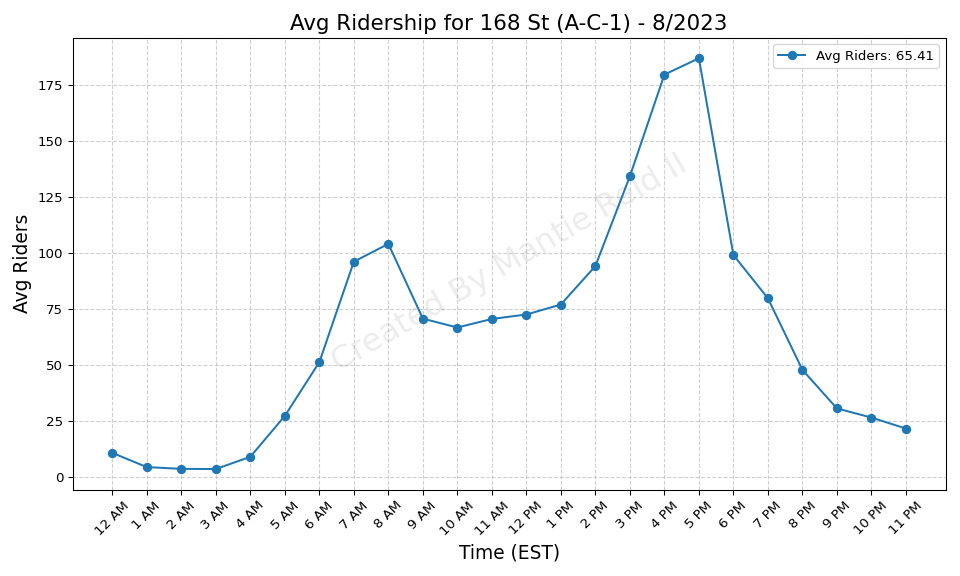 Avg Ridership for 168 St (A-C-1) - 8/2023
Avg Riders: 65.41
Avg Riders
175
150
125
100
75
50
25
0
Created By Mantle Reid II
12 AM
1 AM
2 AM
3 AM
4 AM
5 AM
6 AM
7 AM
8 AM
9 AM
10 AM
11 AM
12 PM
1 PM
2 PM
3 PM
4 PM
5 PM
6 PM
7 PM
8 PM
9 PM
10 PM
11 PM
Time (EST)